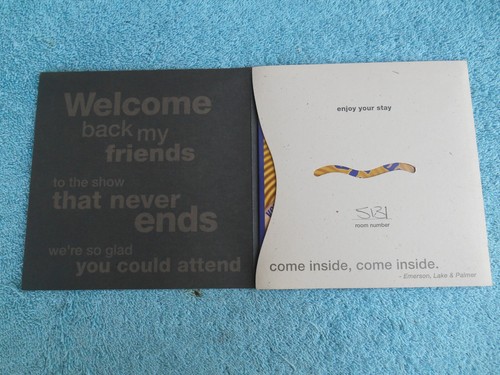 Welcome
back my
friends
to the show
that never
ends
we're so glad
you could attend
enjoy your stay
5131
room number
come inside, come inside.
- Emerson, Lake & Palmer